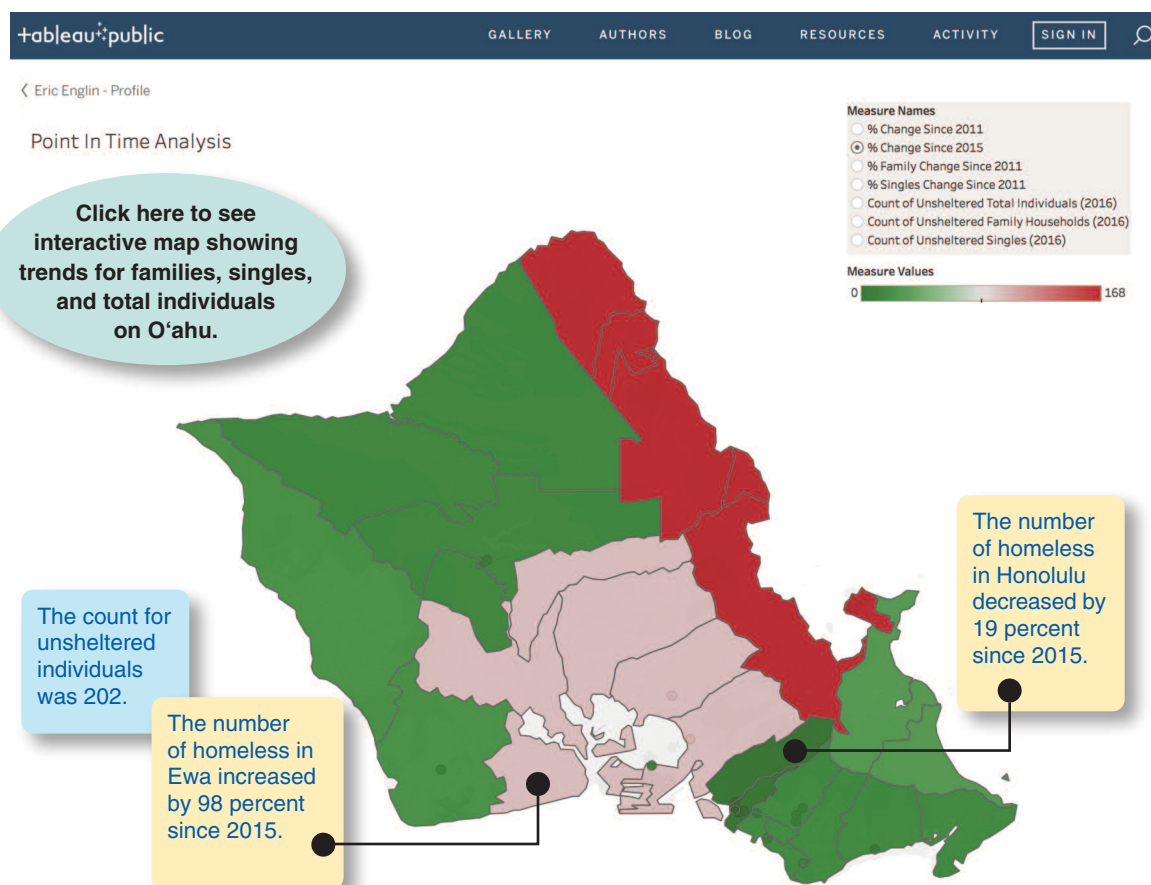 +ableau public
GALLERY AUTHORS BLOG RESOURCES ACTIVITY SIGN IN
Eric Englin - Profile
Point In Time Analysis
Measure Names
% Change Since 2011
% Change Since 2015
% Family Change Since 2011
% Singles Change Since 2011
Count of Unsheltered Total Individuals (2016)
Count of Unsheltered Family Households (2016)
Count of Unsheltered Singles (2016)
Measure Values
0 168
Click here to see
interactive map showing
trends for families, singles,
and total individuals
on Oʻahu.
The number
of homeless
in Honolulu
decreased by
19 percent
since 2015.
The count for
unsheltered
individuals
was 202.
The number
of homeless in
Ewa increased
by 98 percent
since 2015.